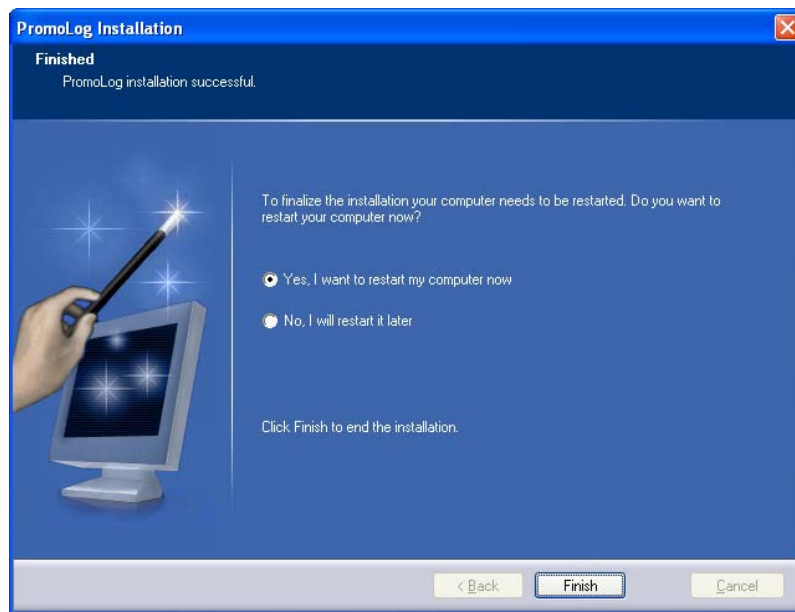 PromoLog Installation
Finished
PromoLog installation successful.
To finalize the installation your computer needs to be restarted. Do you want to
restart your computer now?
Yes, I want to restart my computer now
No, I will restart it later
Click Finish to end the installation.
< Back
Finish
Cancel